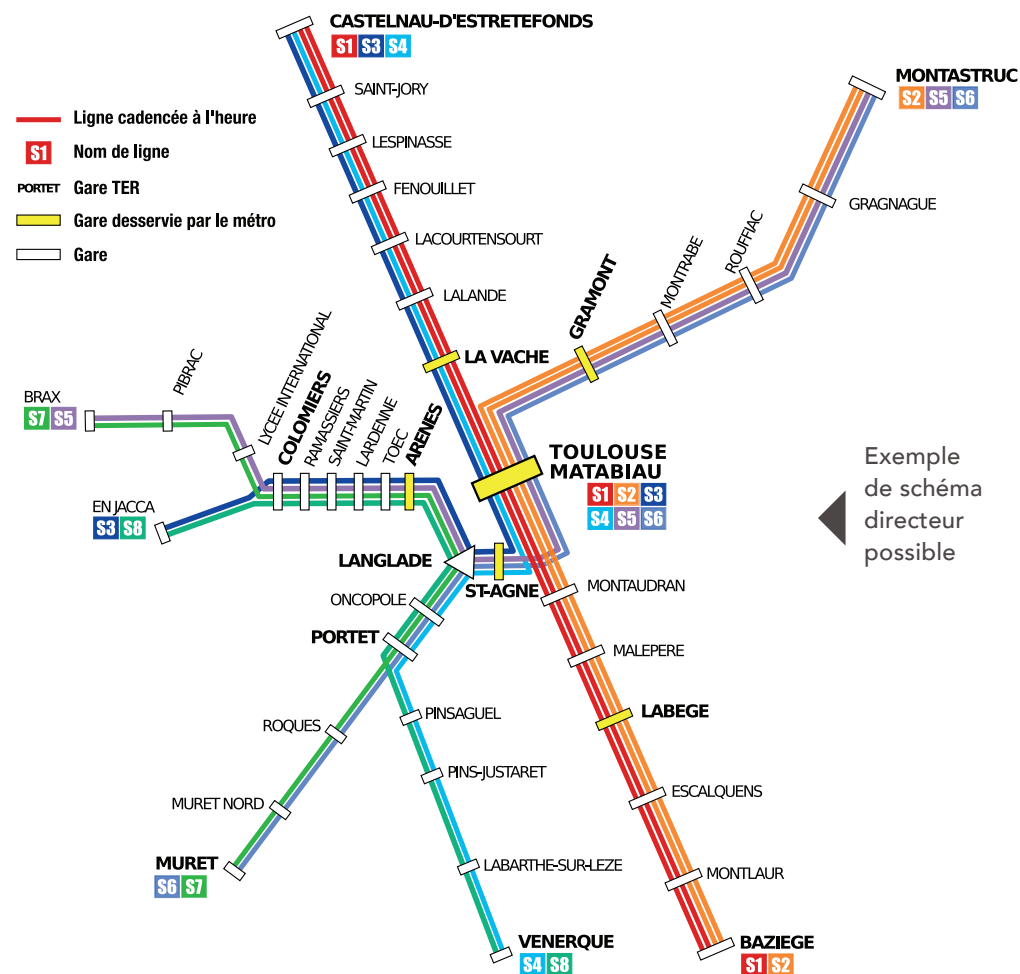 CASTELNAU-D'ESTRETEFONDS
S1 S3 S4
SAINT-JORY
LESPINASSE
FENOUILLET
LACOURTENSOURT
LALANDE
LA VACHE
MONTASTRUC
S2 S5 S6
GRAGNAGUE
ROUFFIAC
MONTRABE
GRAMONT
Ligne cadencée à l'heure
S1 Nom de ligne
PORTET Gare TER
Gare desservie par le métro
Gare
BRAX
S7 S5
PIBRAC
LYCEE INTERNATIONAL
COLOMIERS
RAMASSIERS
SAINT-MARTIN
LARDENNE
TOEC
ARENES
EN JACCA
S3 S8
TOULOUSE
MATABIAU
S1 S2 S3
S4 S5 S6
Exemple
de schéma
directeur
possible
LANGLADE
ST-AGNE
ONCOPOLE
PORTET
ROQUES
MURET NORD
MURET
S6 S7
PINSAGUEL
PINS-JUSTARET
LABARTHE-SUR-LEZE
VENERQUE
S4 S8
MONTAUDRAN
MALEPERE
LABEGE
ESCALQUENS
MONTLAUR
BAZIEGE
S1 S2